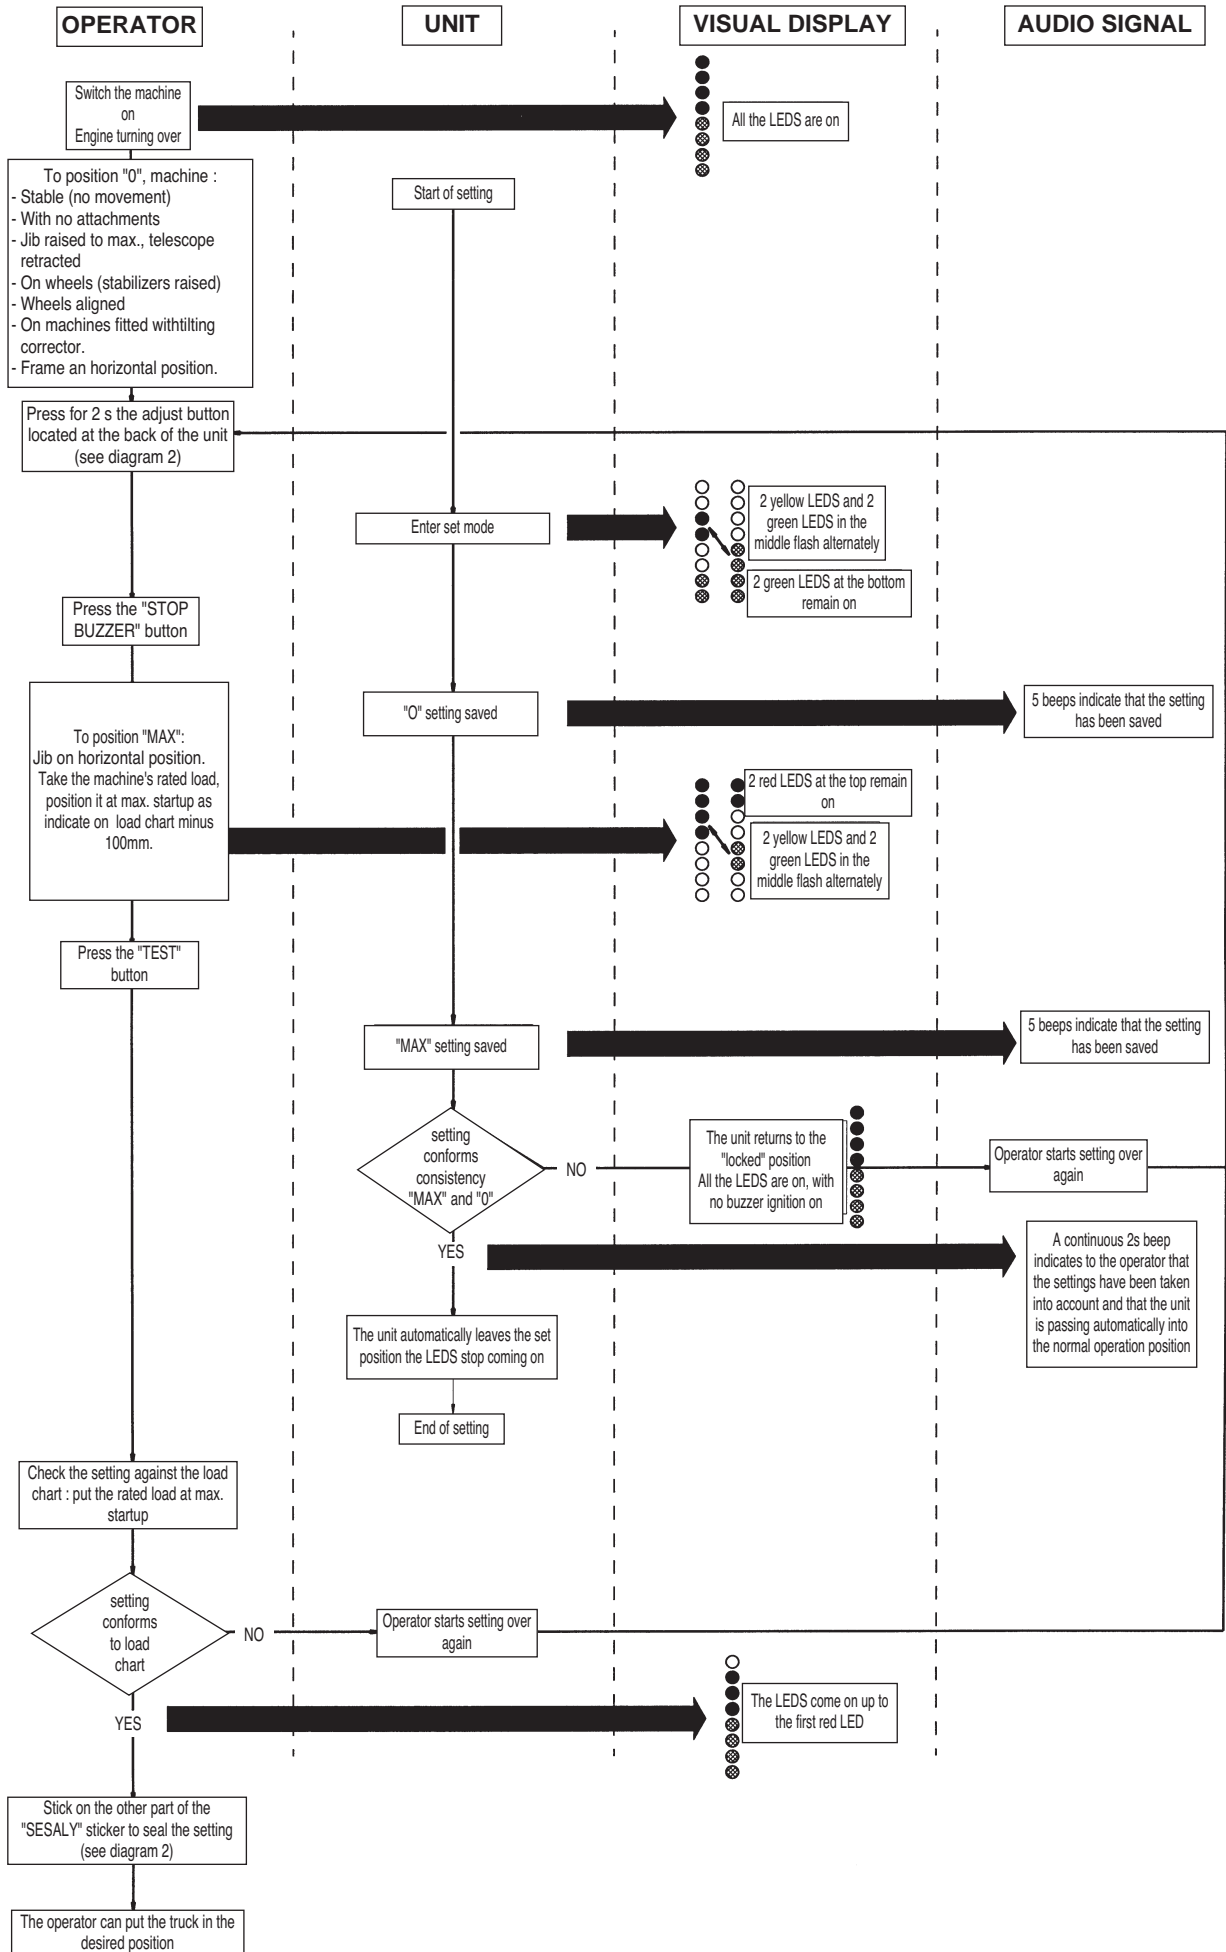 OPERATOR
UNIT
VISUAL DISPLAY
AUDIO SIGNAL
Switch the machine
on
Engine turning over
All the LEDS are on
To position "0", machine :
- Stable (no movement)
- With no attachments
- Jib raised to max., telescope
retracted
- On wheels (stabilizers raised)
- Wheels aligned
- On machines fitted withtilting
corrector.
- Frame an horizontal position.
Start of setting
Press for 2 s the adjust button
located at the back of the unit
(see diagram 2)
Enter set mode
2 yellow LEDS and 2
green LEDS in the
middle flash alternately
2 green LEDS at the bottom
remain on
Press the "STOP
BUZZER" button
"O" setting saved
5 beeps indicate that the setting
has been saved
To position "MAX":
Jib on horizontal position.
Take the machine's rated load,
position it at max. startup as
indicate on load chart minus
100mm.
2 red LEDS at the top remain
on
2 yellow LEDS and 2
green LEDS in the
middle flash alternately
Press the "TEST"
button
"MAX" setting saved
5 beeps indicate that the setting
has been saved
setting
conforms
consistency
"MAX" and "0"
NO
The unit returns to the
"locked" position
All the LEDS are on, with
no buzzer ignition on
Operator starts setting over
again
YES
A continuous 2s beep
indicates to the operator that
the settings have been taken
into account and that the unit
is passing automatically into
the normal operation position
The unit automatically leaves the set
position the LEDS stop coming on
End of setting
Check the setting against the load
chart : put the rated load at max.
startup
setting
conforms
to load
chart
NO
Operator starts setting over
again
YES
The LEDS come on up to
the first red LED
Stick on the other part of the
"SESALY" sticker to seal the setting
(see diagram 2)
The operator can put the truck in the
desired position